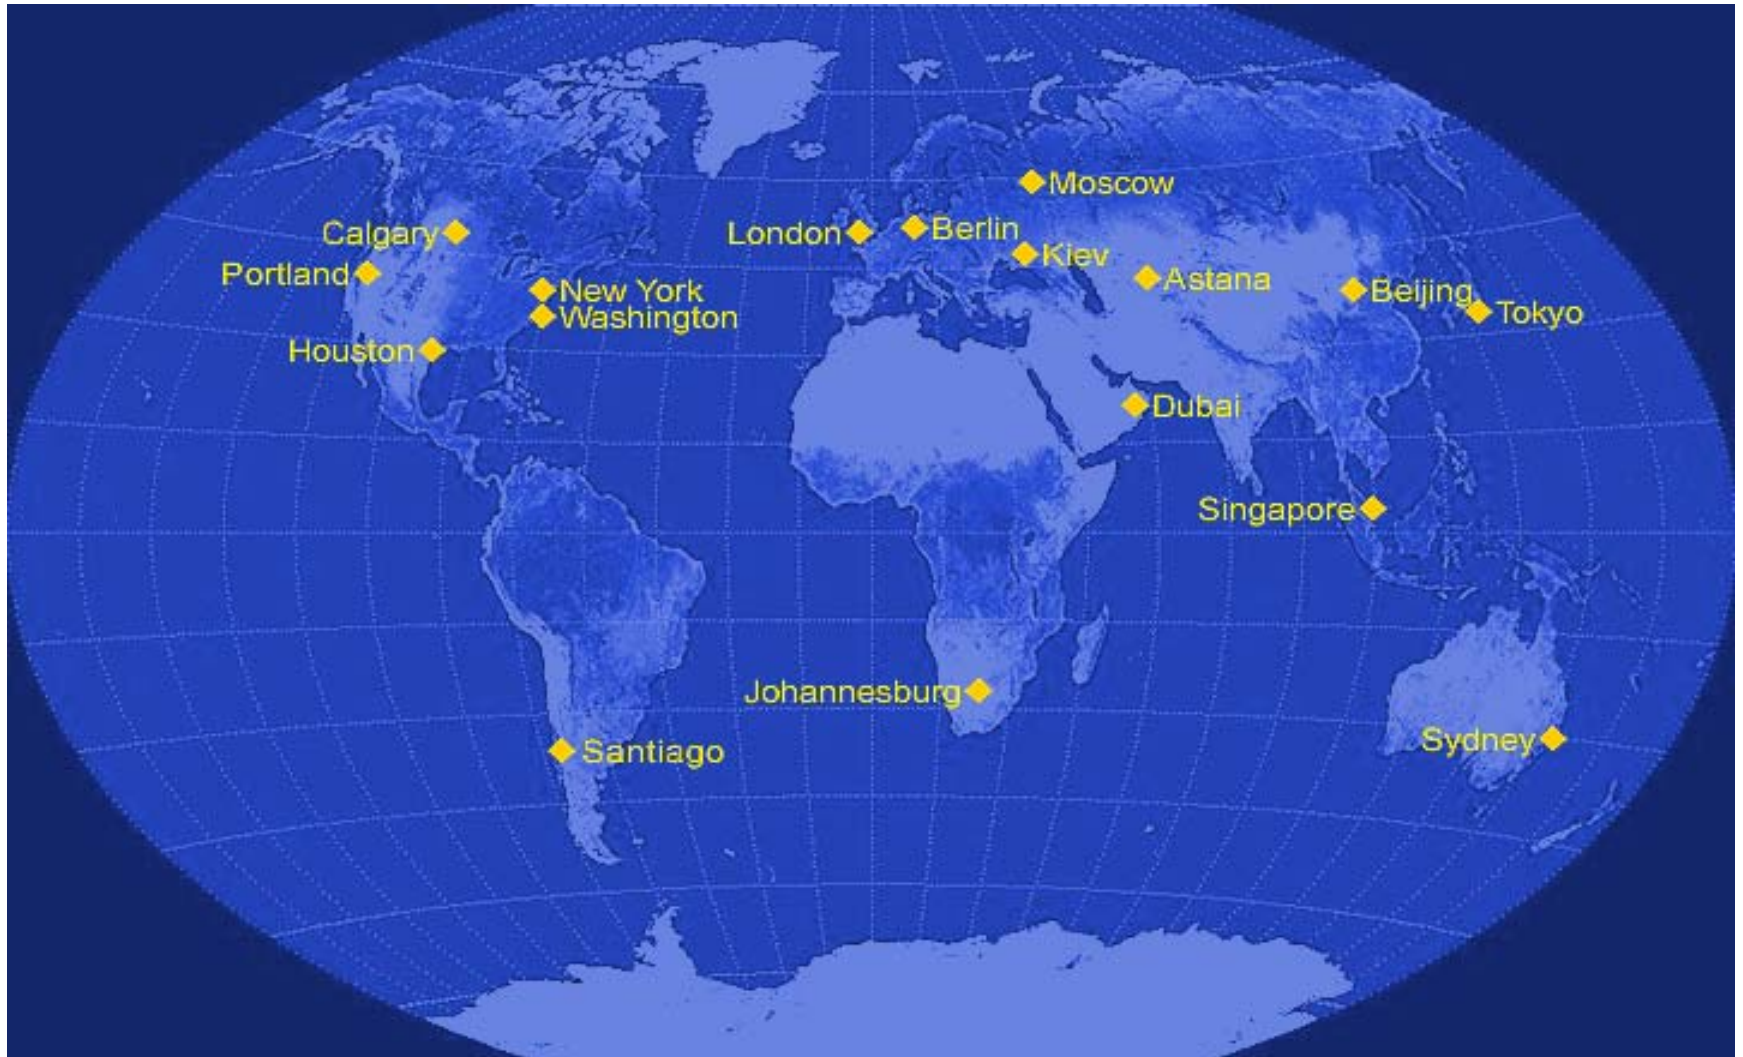 Moscow
Calgary
London
Berlin
Kiev
Portland
Astana
New York
Beijing
Washington
Tokyo
Houston
Dubai
Singapore
Johannesburg
Sydney
Santiago